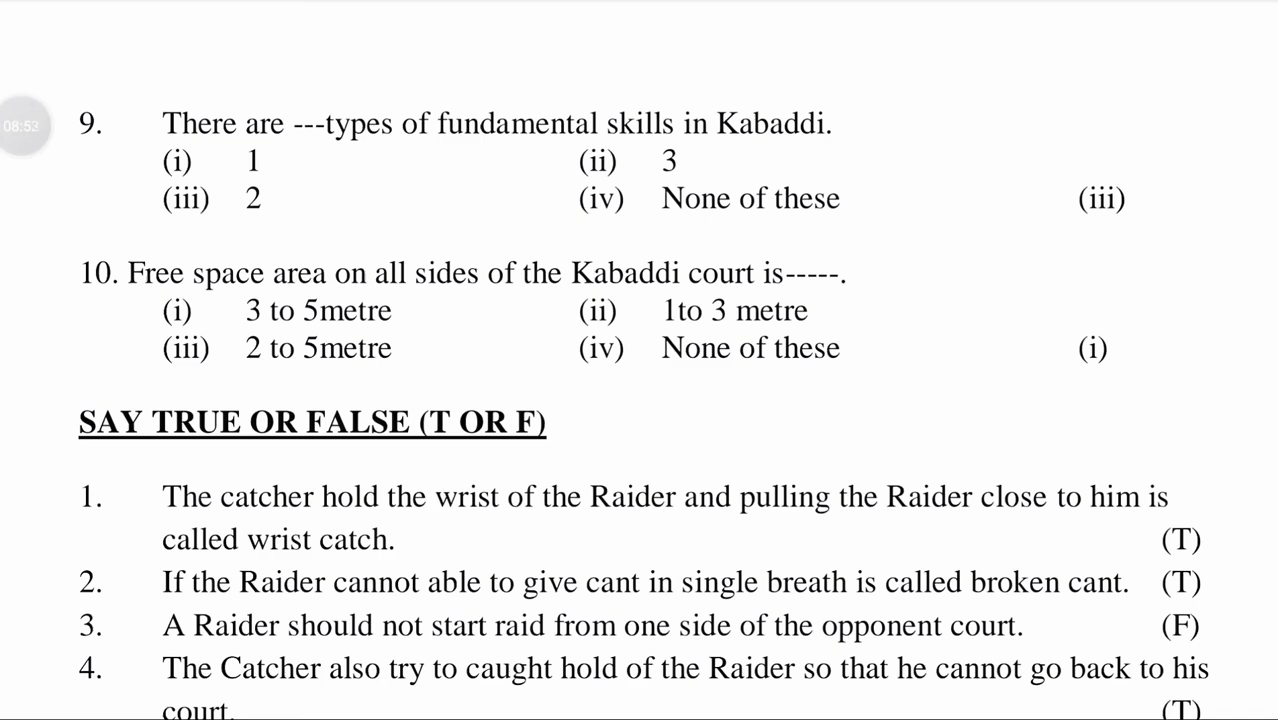 08:53
9. There are ---types of fundamental skills in Kabaddi.
(i) 1 (ii) 3
(iii) 2 (iv) None of these (iii)
10. Free space area on all sides of the Kabaddi court is-----.
(i) 3 to 5metre (ii) 1to 3 metre
(iii) 2 to 5metre (iv) None of these (i)
SAY TRUE OR FALSE (T OR F)
1. The catcher hold the wrist of the Raider and pulling the Raider close to him is
called wrist catch. (T)
2. If the Raider cannot able to give cant in single breath is called broken cant. (T)
3. A Raider should not start raid from one side of the opponent court. (F)
4. The Catcher also try to caught hold of the Raider so that he cannot go back to his
court. (T)